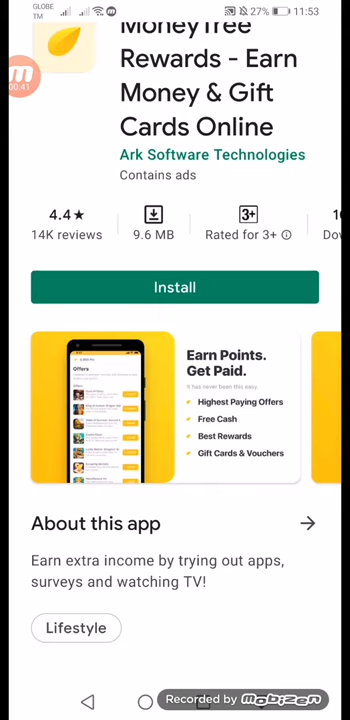 GLOBE
TM
27%
11:53
MoneyTree
Rewards - Earn
Money & Gift
Cards Online
00:41
Ark Software Technologies
Contains ads
4.4★
14K reviews
9.6 MB
3+
Rated for 3+
Install
Offers
Earn Points.
Get Paid.
It has never been this easy.
Highest Paying Offers
Free Cash
Best Rewards
Gift Cards & Vouchers
About this app
Earn extra income by trying out apps,
surveys and watching TV!
Lifestyle
Recorded by mobizen